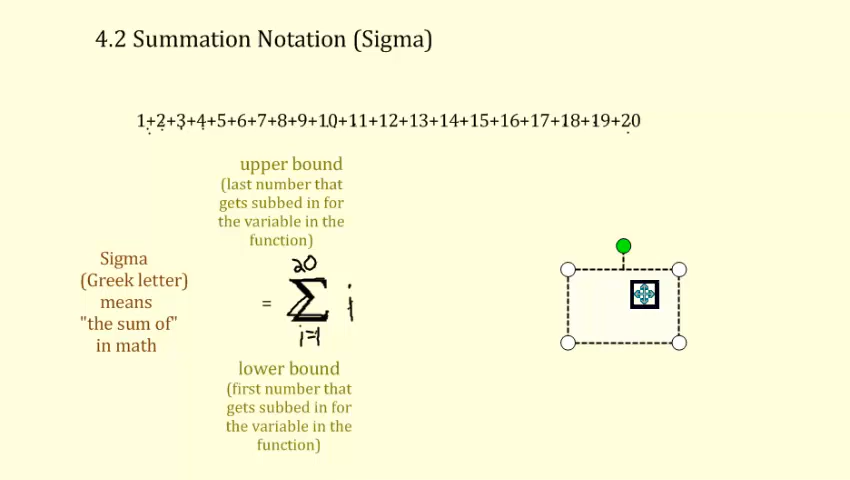 4.2 Summation Notation (Sigma)
1+2+3+4+5+6+7+8+9+10+11+12+13+14+15+16+17+18+19+20
upper bound
(last number that
gets subbed in for
the variable in the
function)
Sigma
(Greek letter)
means
"the sum of"
in math
20
= Σ i
i=1
lower bound
(first number that
gets subbed in for
the variable in the
function)